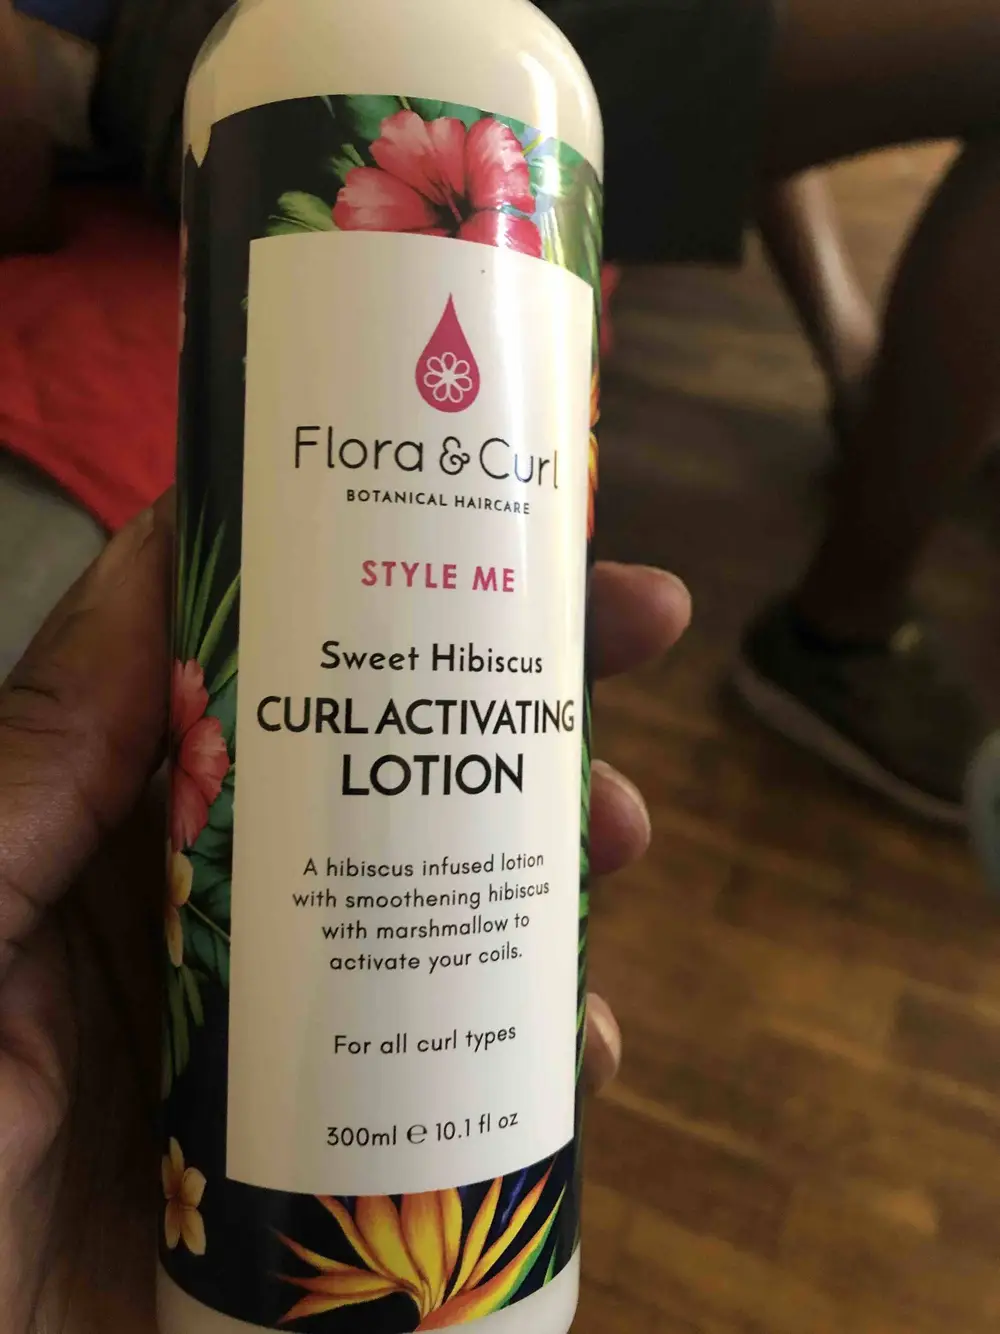 Flora & Curl
BOTANICAL HAIRCARE
STYLE ME
Sweet Hibiscus
CURL ACTIVATING
LOTION
A hibiscus infused lotion
with smoothening hibiscus
with marshmallow to
activate your coils.
For all curl types
300ml ℮ 10.1 fl oz